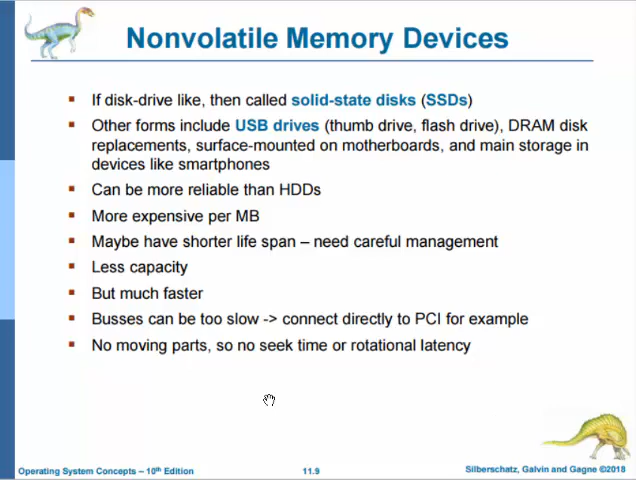 Nonvolatile Memory Devices
▪ If disk-drive like, then called solid-state disks (SSDs)
▪ Other forms include USB drives (thumb drive, flash drive), DRAM disk
replacements, surface-mounted on motherboards, and main storage in
devices like smartphones
▪ Can be more reliable than HDDs
▪ More expensive per MB
▪ Maybe have shorter life span – need careful management
▪ Less capacity
▪ But much faster
▪ Busses can be too slow -> connect directly to PCI for example
▪ No moving parts, so no seek time or rotational latency
Operating System Concepts – 10th Edition
11.9
Silberschatz, Galvin and Gagne ©2018